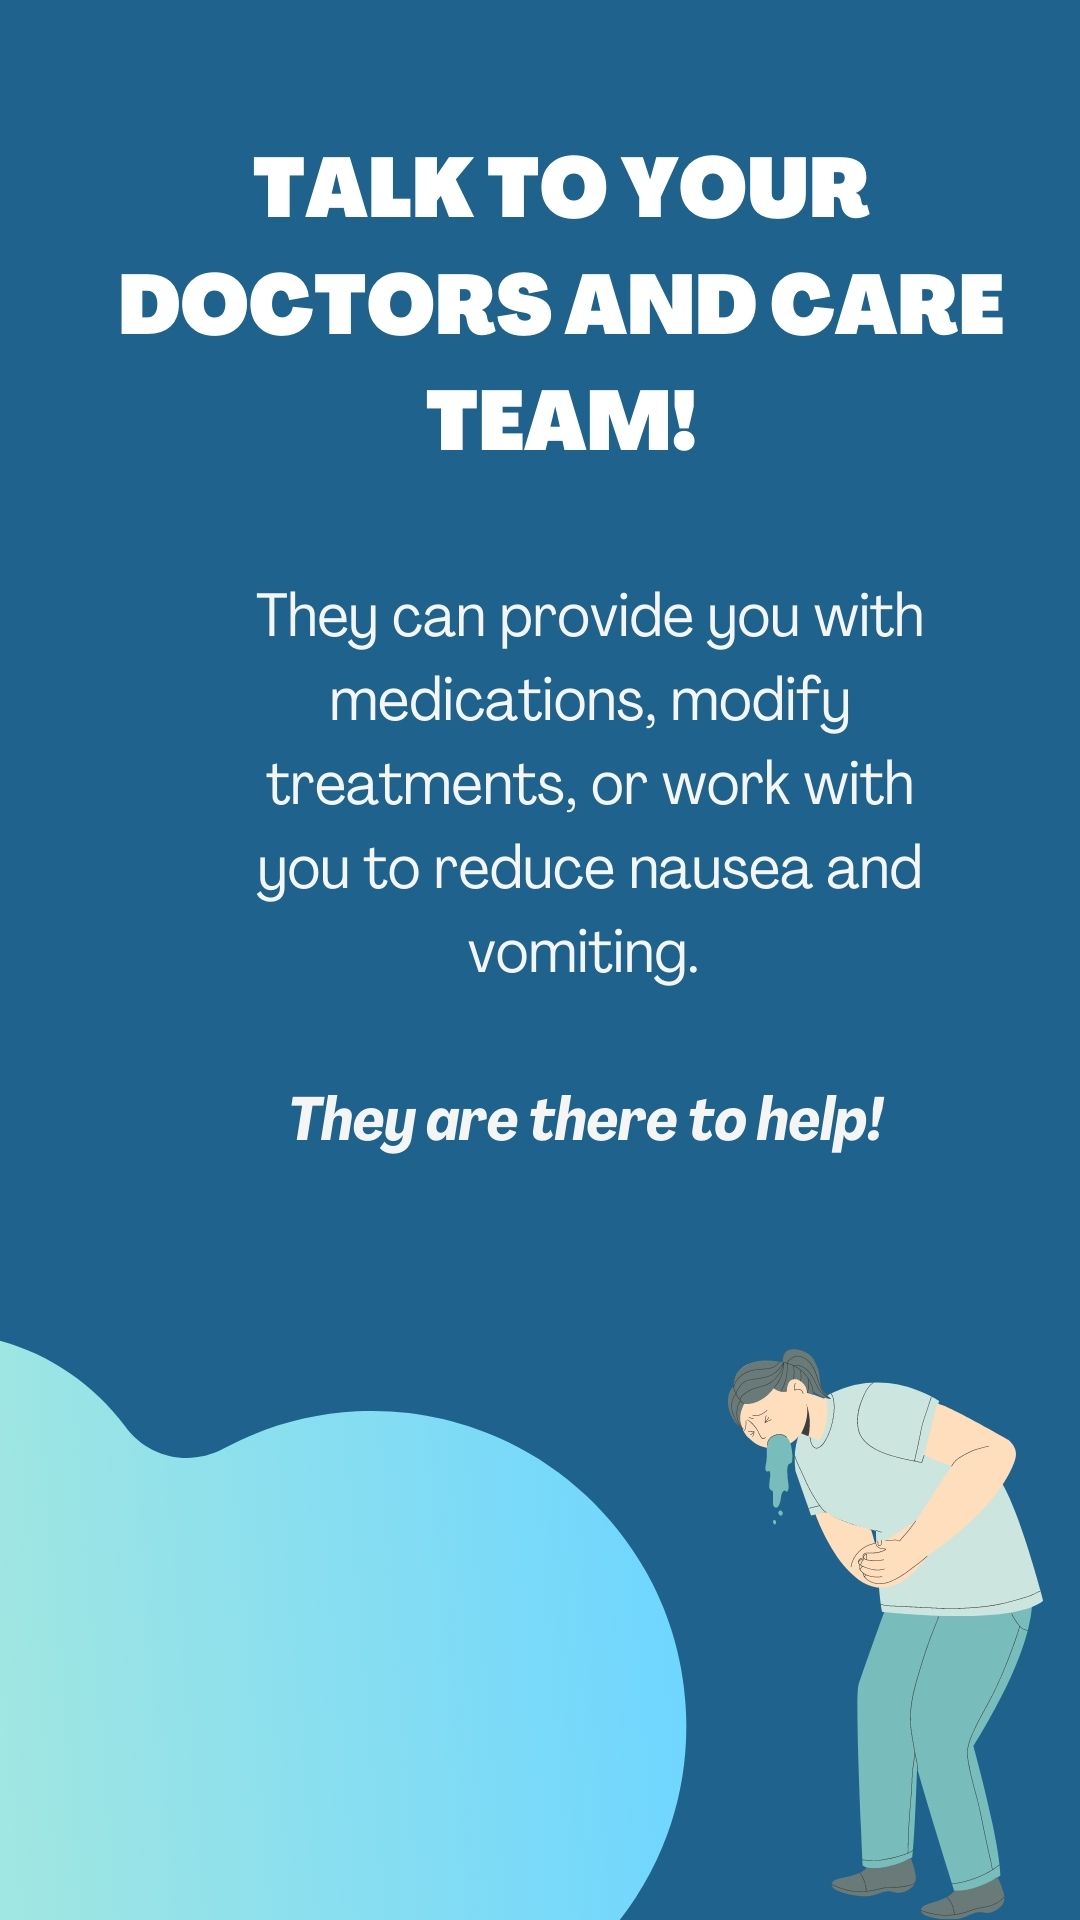 TALK TO YOUR
DOCTORS AND CARE
TEAM!
They can provide you with
medications, modify
treatments, or work with
you to reduce nausea and
vomiting.
They are there to help!